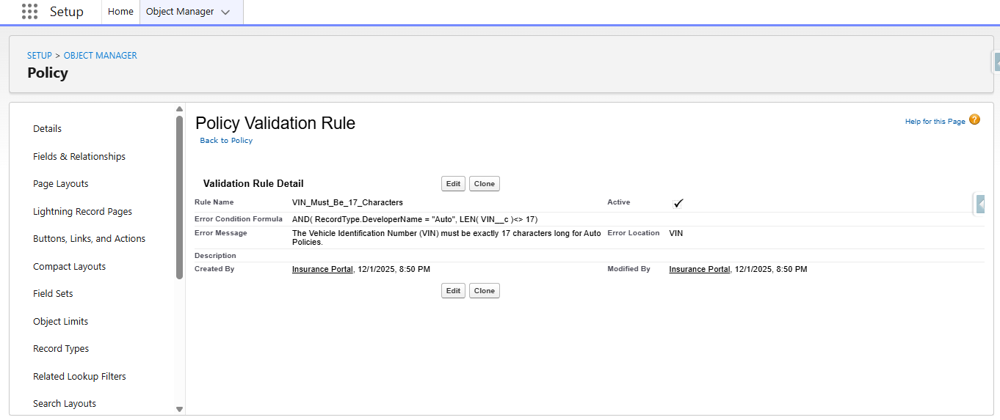 Setup Home Object Manager
SETUP > OBJECT MANAGER
Policy
Details
Fields & Relationships
Page Layouts
Lightning Record Pages
Buttons, Links, and Actions
Compact Layouts
Field Sets
Object Limits
Record Types
Related Lookup Filters
Search Layouts
Policy Validation Rule
Help for this Page ?
Back to Policy
Validation Rule Detail Edit Clone
Rule Name VIN_Must_Be_17_Characters Active
Error Condition Formula AND( RecordType.DeveloperName = "Auto", LEN( VIN__c )<> 17)
Error Message The Vehicle Identification Number (VIN) must be exactly 17 characters long for Auto Error Location VIN
Policies.
Description
Created By Insurance Portal, 12/1/2025, 8:50 PM Modified By Insurance Portal, 12/1/2025, 8:50 PM
Edit Clone